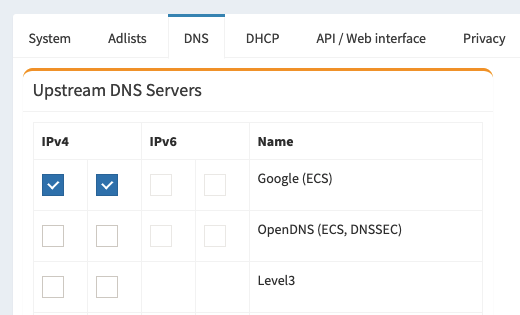 System Adlists DNS DHCP API / Web interface Privacy
Upstream DNS Servers
IPv4 IPv6 Name
Google (ECS)
OpenDNS (ECS, DNSSEC)
Level3